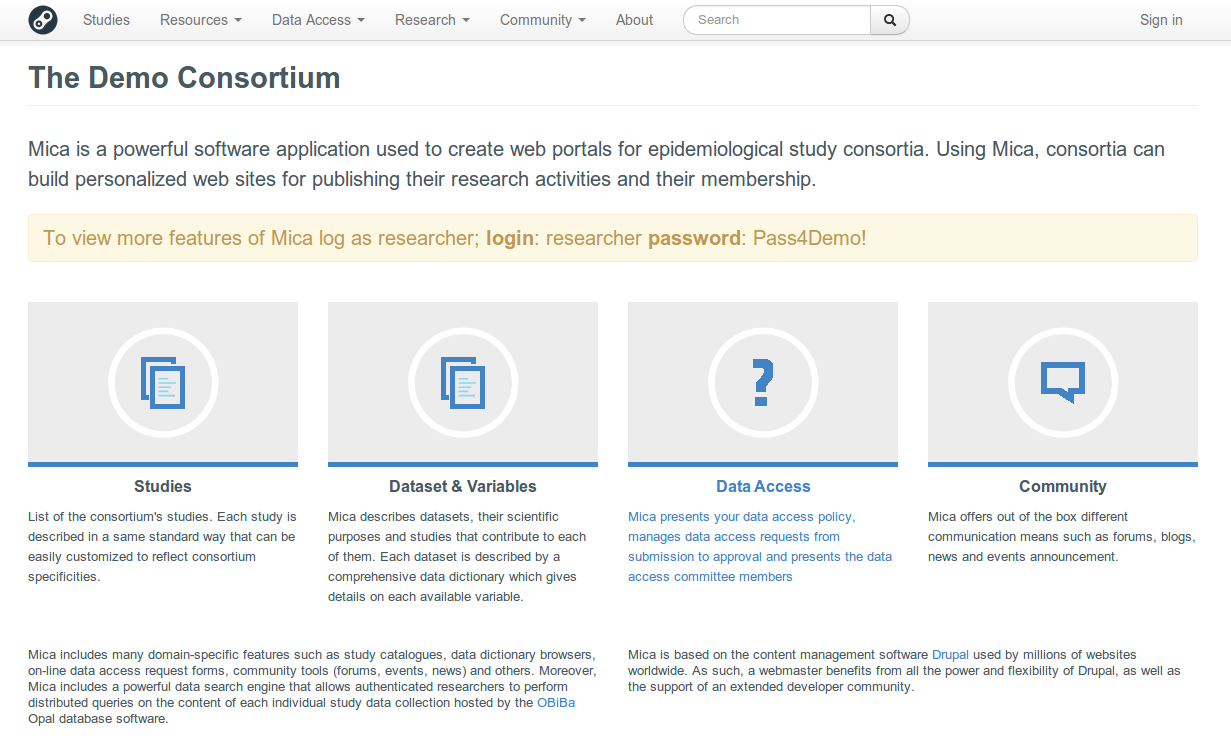 Studies Resources Data Access Research Community About Search Sign in
The Demo Consortium
Mica is a powerful software application used to create web portals for epidemiological study consortia. Using Mica, consortia can
build personalized web sites for publishing their research activities and their membership.
To view more features of Mica log as researcher; login: researcher password: Pass4Demo!
Studies
List of the consortium's studies. Each study is
described in a same standard way that can be
easily customized to reflect consortium
specificities.
Dataset & Variables
Mica describes datasets, their scientific
purposes and studies that contribute to each
of them. Each dataset is described by a
comprehensive data dictionary which gives
details on each available variable.
Data Access
Mica presents your data access policy,
manages data access requests from
submission to approval and presents the data
access committee members
Community
Mica offers out of the box different
communication means such as forums, blogs,
news and events announcement.
Mica includes many domain-specific features such as study catalogues, data dictionary browsers,
on-line data access request forms, community tools (forums, events, news) and others. Moreover,
Mica includes a powerful data search engine that allows authenticated researchers to perform
distributed queries on the content of each individual study data collection hosted by the OBiBa
Opal database software.
Mica is based on the content management software Drupal used by millions of websites
worldwide. As such, a webmaster benefits from all the power and flexibility of Drupal, as well as
the support of an extended developer community.